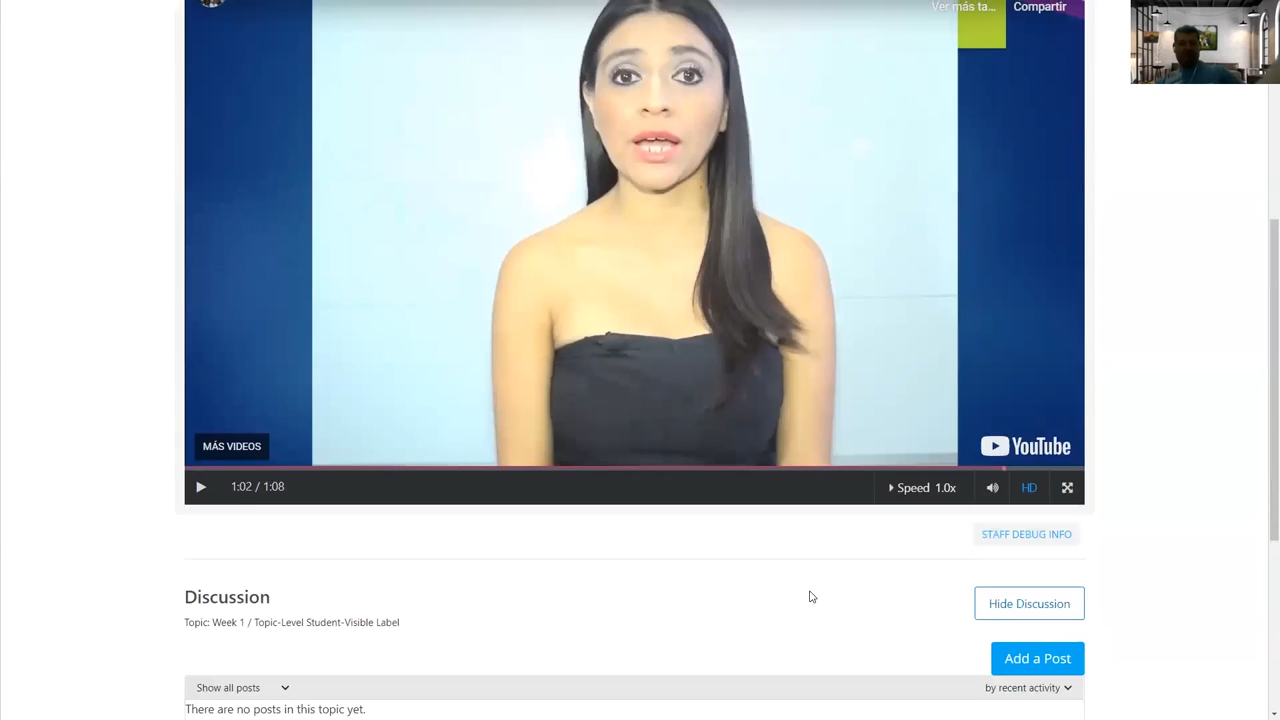 Ver más ta... Compartir
MÁS VIDEOS
YouTube
1:02 / 1:08
Speed 1.0x
HD
STAFF DEBUG INFO
Discussion
Hide Discussion
Topic: Week 1 / Topic-Level Student-Visible Label
Add a Post
Show all posts
by recent activity
There are no posts in this topic yet.